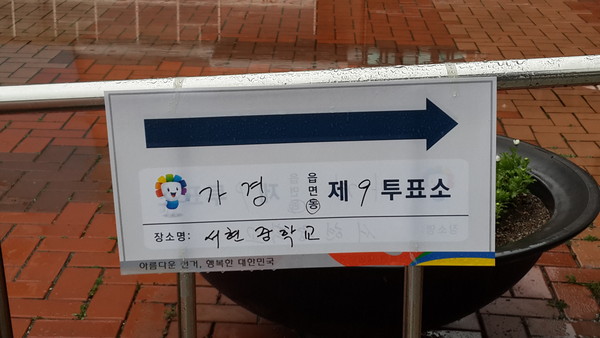 가경 읍면동 제 9 투표소
장소명: 서현중학교
아름다운 선거, 행복한 대한민국